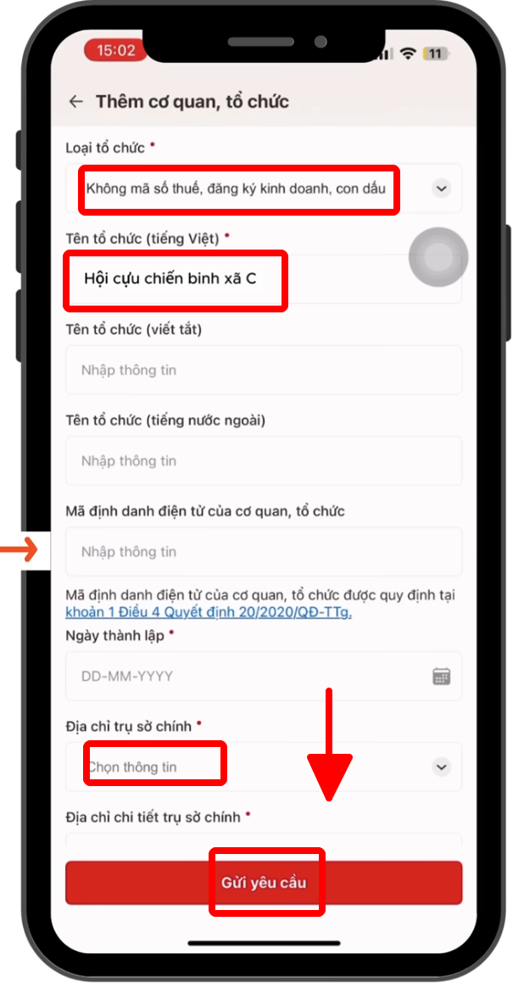 15:02
11
Thêm cơ quan, tổ chức
Loại tổ chức *
Không mã số thuế, đăng ký kinh doanh, con dấu
Tên tổ chức (tiếng Việt) *
Hội cựu chiến binh xã C
Tên tổ chức (viết tắt)
Nhập thông tin
Tên tổ chức (tiếng nước ngoài)
Nhập thông tin
Mã định danh điện tử của cơ quan, tổ chức
Nhập thông tin
Mã định danh điện tử của cơ quan, tổ chức được quy định tại
khoản 1 Điều 4 Quyết định 20/2020/QĐ-TTg.
Ngày thành lập *
DD-MM-YYYY
Địa chỉ trụ sở chính *
Chọn thông tin
Địa chỉ chi tiết trụ sở chính *
Gửi yêu cầu